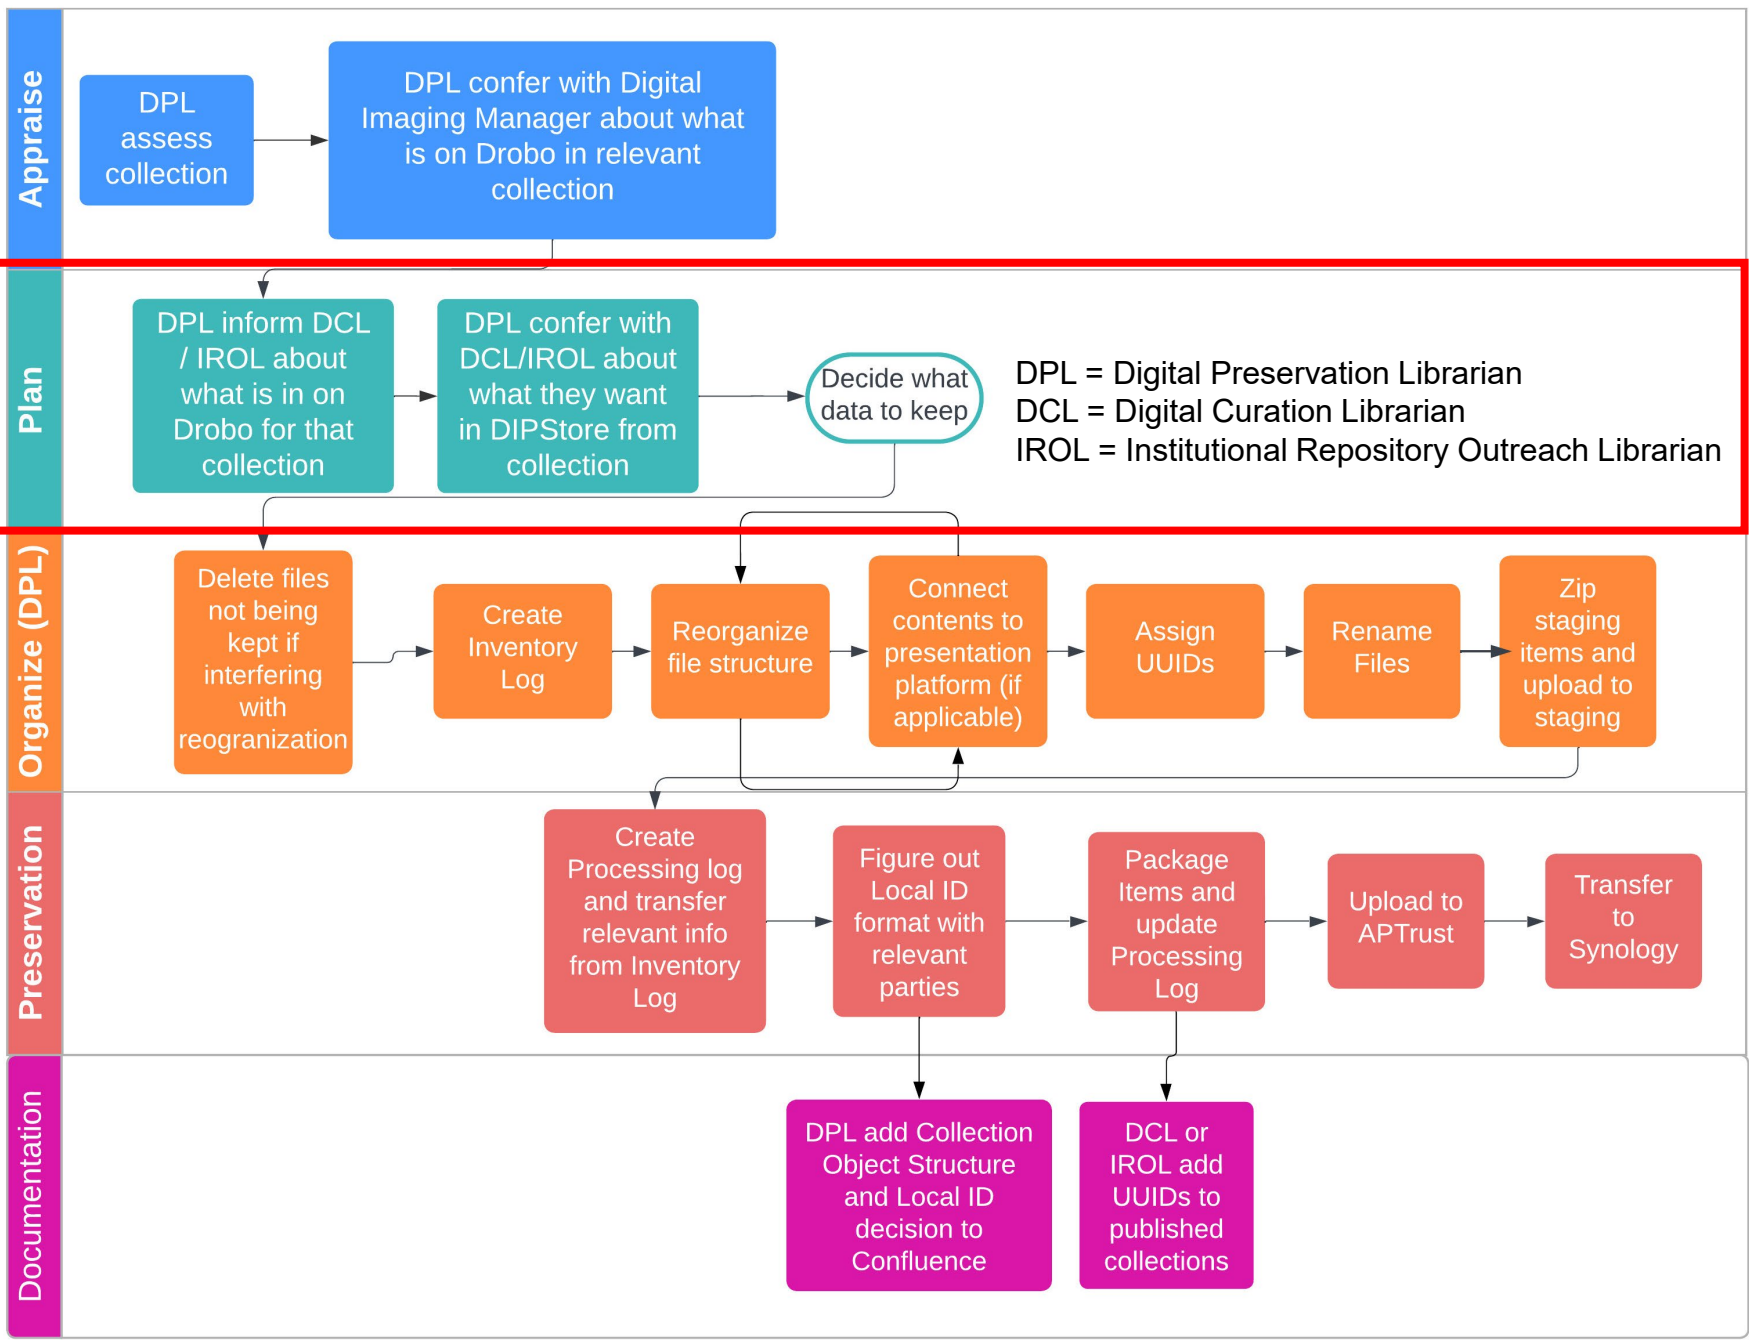 Appraise
DPL
assess
collection
DPL confer with Digital
Imaging Manager about what
is on Drobo in relevant
collection
Plan
DPL inform DCL
/ IROL about
what is in on
Drobo for that
collection
DPL confer with
DCL/IROL about
what they want
in DIPStore from
collection
Decide what
data to keep
DPL = Digital Preservation Librarian
DCL = Digital Curation Librarian
IROL = Institutional Repository Outreach Librarian
Organize (DPL)
Delete files
not being
kept if
interfering
with
reogranization
Create
Inventory
Log
Reorganize
file structure
Connect
contents to
presentation
platform (if
applicable)
Assign
UUIDs
Rename
Files
Zip
staging
items and
upload to
staging
Preservation
Create
Processing log
and transfer
relevant info
from Inventory
Log
Figure out
Local ID
format with
relevant
parties
Package
Items and
update
Processing
Log
Upload to
APTrust
Transfer
to
Synology
Documentation
DPL add Collection
Object Structure
and Local ID
decision to
Confluence
DCL or
IROL add
UUIDs to
published
collections